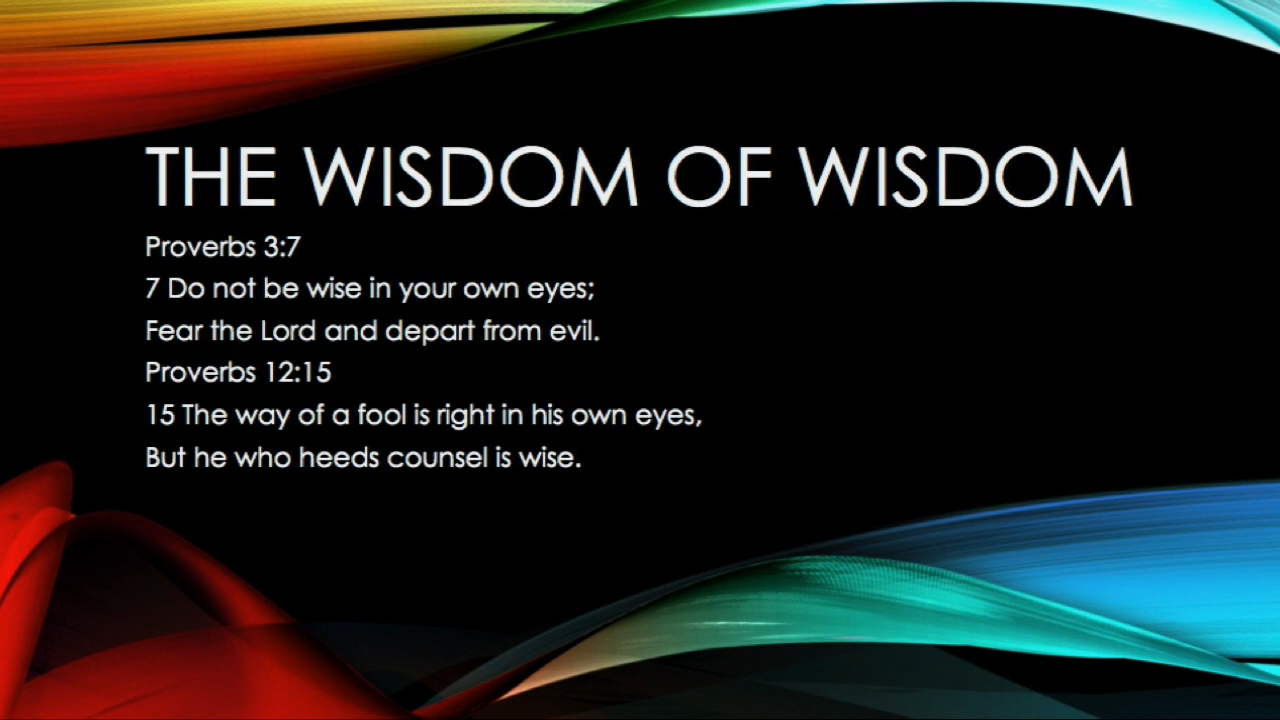 THE WISDOM OF WISDOM
Proverbs 3:7
7 Do not be wise in your own eyes;
Fear the Lord and depart from evil.
Proverbs 12:15
15 The way of a fool is right in his own eyes,
But he who heeds counsel is wise.